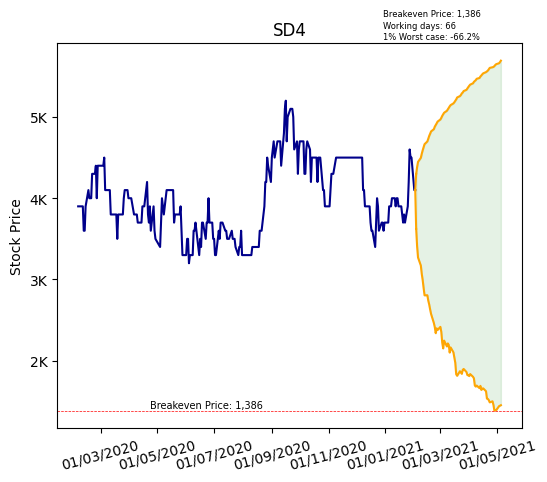 Breakeven Price: 1,386
Working days: 66
1% Worst case: -66.2%
SD4
Stock Price
5K
4K
3K
2K
Breakeven Price: 1,386
01/03/2020
01/05/2020
01/07/2020
01/09/2020
01/11/2020
01/01/2021
01/03/2021
01/05/2021